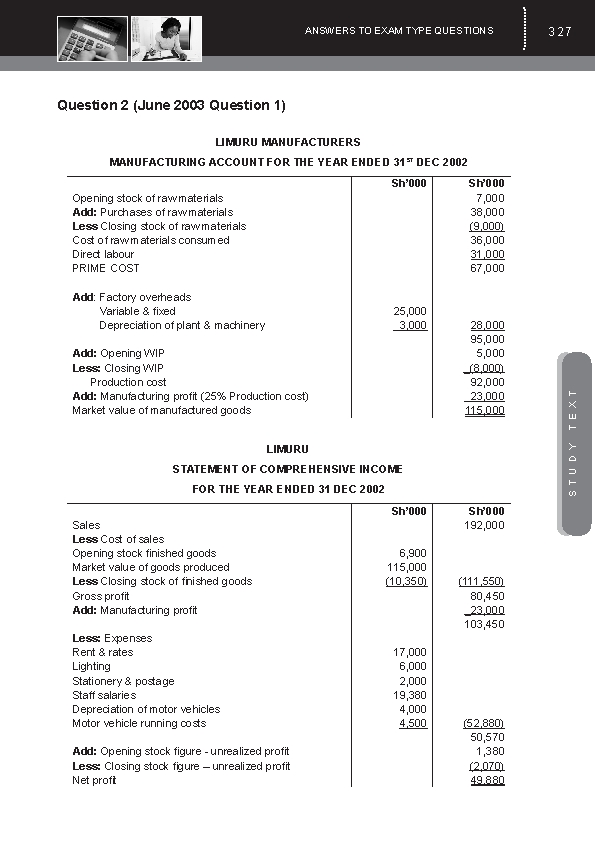 ANSWERS TO EXAM TYPE QUESTIONS 327
Question 2 (June 2003 Question 1)
LIMURU MANUFACTURERS
MANUFACTURING ACCOUNT FOR THE YEAR ENDED 31ST DEC 2002
Sh'000 Sh'000
Opening stock of raw materials 7,000
Add: Purchases of raw materials 38,000
Less Closing stock of raw materials (9,000)
Cost of raw materials consumed 36,000
Direct labour 31,000
PRIME COST 67,000
Add: Factory overheads
Variable & fixed 25,000
Depreciation of plant & machinery 3,000 28,000
95,000
Add: Opening WIP 5,000
Less: Closing WIP (8,000)
Production cost 92,000
Add: Manufacturing profit (25% Production cost) 23,000
Market value of manufactured goods 115,000
LIMURU
STATEMENT OF COMPREHENSIVE INCOME
FOR THE YEAR ENDED 31 DEC 2002
Sh'000 Sh'000
Sales 192,000
Less Cost of sales
Opening stock finished goods 6,900
Market value of goods produced 115,000
Less Closing stock of finished goods (10,350) (111,550)
Gross profit 80,450
Add: Manufacturing profit 23,000
103,450
Less: Expenses
Rent & rates 17,000
Lighting 6,000
Stationery & postage 2,000
Staff salaries 19,380
Depreciation of motor vehicles 4,000
Motor vehicle running costs 4,500 (52,880)
50,570
Add: Opening stock figure - unrealized profit 1,380
Less: Closing stock figure – unrealized profit (2,070)
Net profit 49.880
STUDY TEXT